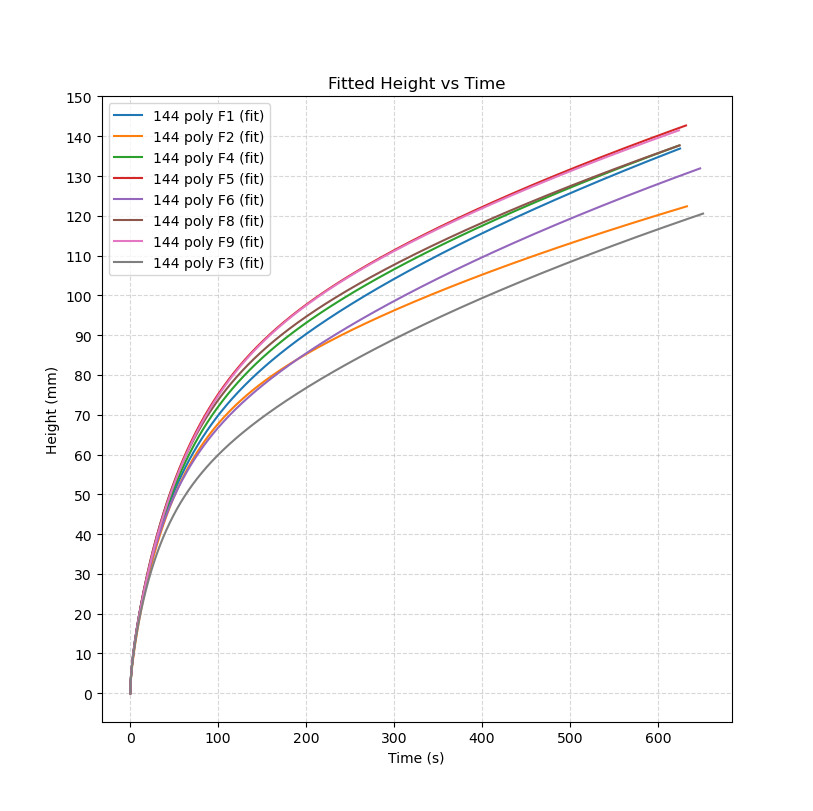 Fitted Height vs Time
150
140
130
120
110
100
90
80
70
60
50
40
30
20
10
0
Height (mm)
144 poly F1 (fit)
144 poly F2 (fit)
144 poly F4 (fit)
144 poly F5 (fit)
144 poly F6 (fit)
144 poly F8 (fit)
144 poly F9 (fit)
144 poly F3 (fit)
0 100 200 300 400 500 600
Time (s)